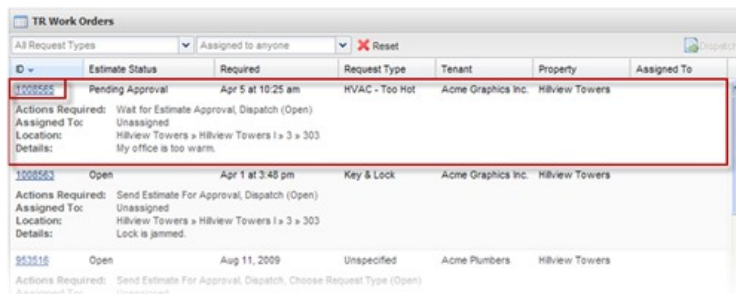 TR Work Orders
All Request Types Assigned to anyone Reset Dispatch
ID Estimate Status Required Request Type Tenant Property Assigned To
1008565 Pending Approval Apr 5 at 10:25 am HVAC - Too Hot Acme Graphics Inc. Hillview Towers
Actions Required: Wait for Estimate Approval, Dispatch (Open)
Assigned To: Unassigned
Location: Hillview Towers » Hillview Towers I » 3 » 303
Details: My office is too warm.
1008563 Open Apr 1 at 3:48 pm Key & Lock Acme Graphics Inc. Hillview Towers
Actions Required: Send Estimate For Approval, Dispatch (Open)
Assigned To: Unassigned
Location: Hillview Towers » Hillview Towers I » 3 » 303
Details: Lock is jammed.
953516 Open Aug 11, 2009 Unspecified Acme Plumbers Hillview Towers
Actions Required: Send Estimate For Approval, Dispatch, Choose Request Type (Open)
Assigned To: Unassigned